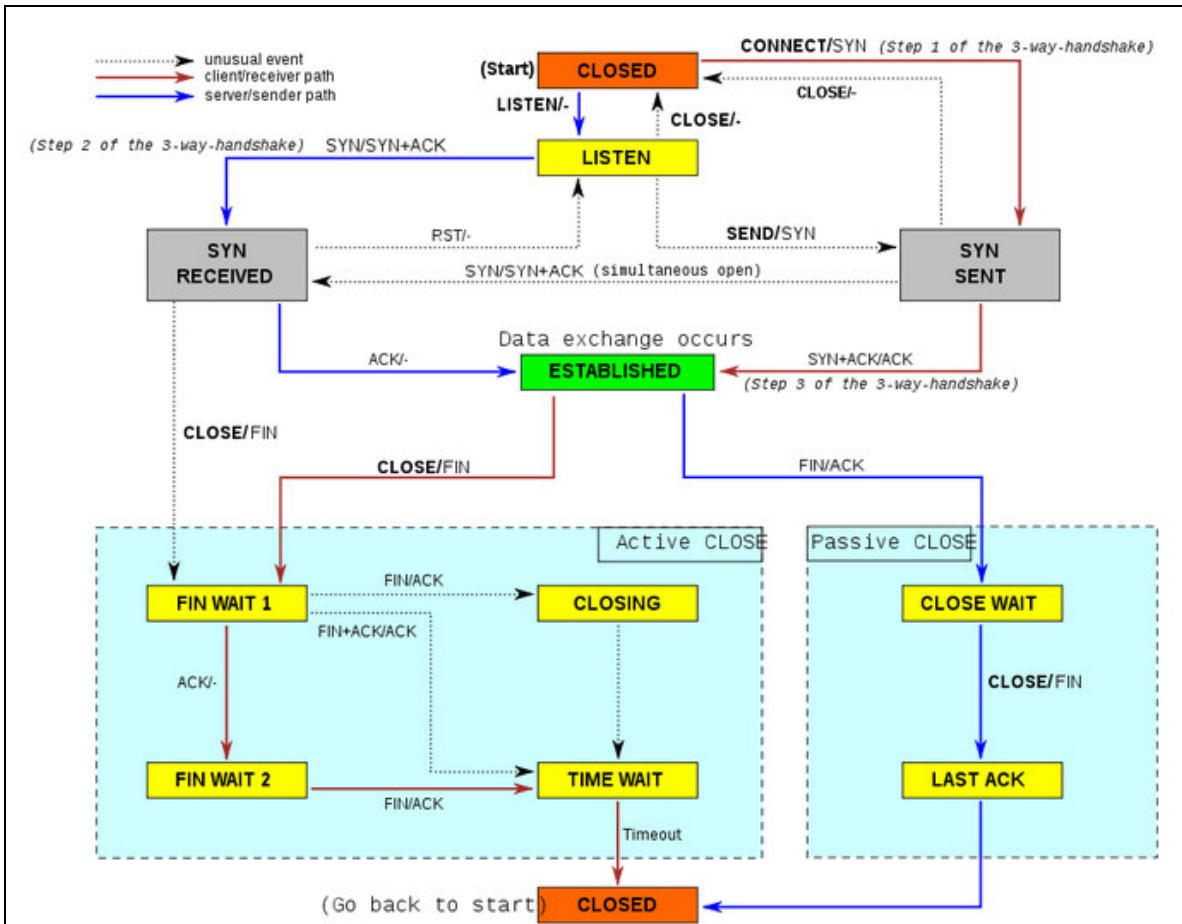 unusual event
client/receiver path
server/sender path
(Start)
CLOSED
CONNECT/SYN (Step 1 of the 3-way-handshake)
CLOSE/-
LISTEN/-
CLOSE/-
(Step 2 of the 3-way-handshake)
SYN/SYN+ACK
LISTEN
SYN
RECEIVED
RST/-
SEND/SYN
SYN
SENT
SYN/SYN+ACK (simultaneous open)
Data exchange occurs
ACK/-
ESTABLISHED
SYN+ACK/ACK
(Step 3 of the 3-way-handshake)
CLOSE/FIN
CLOSE/FIN
FIN/ACK
Active CLOSE
Passive CLOSE
FIN WAIT 1
FIN/ACK
CLOSING
CLOSE WAIT
FIN+ACK/ACK
ACK/-
CLOSE/FIN
FIN WAIT 2
FIN/ACK
TIME WAIT
LAST ACK
Timeout
(Go back to start)
CLOSED